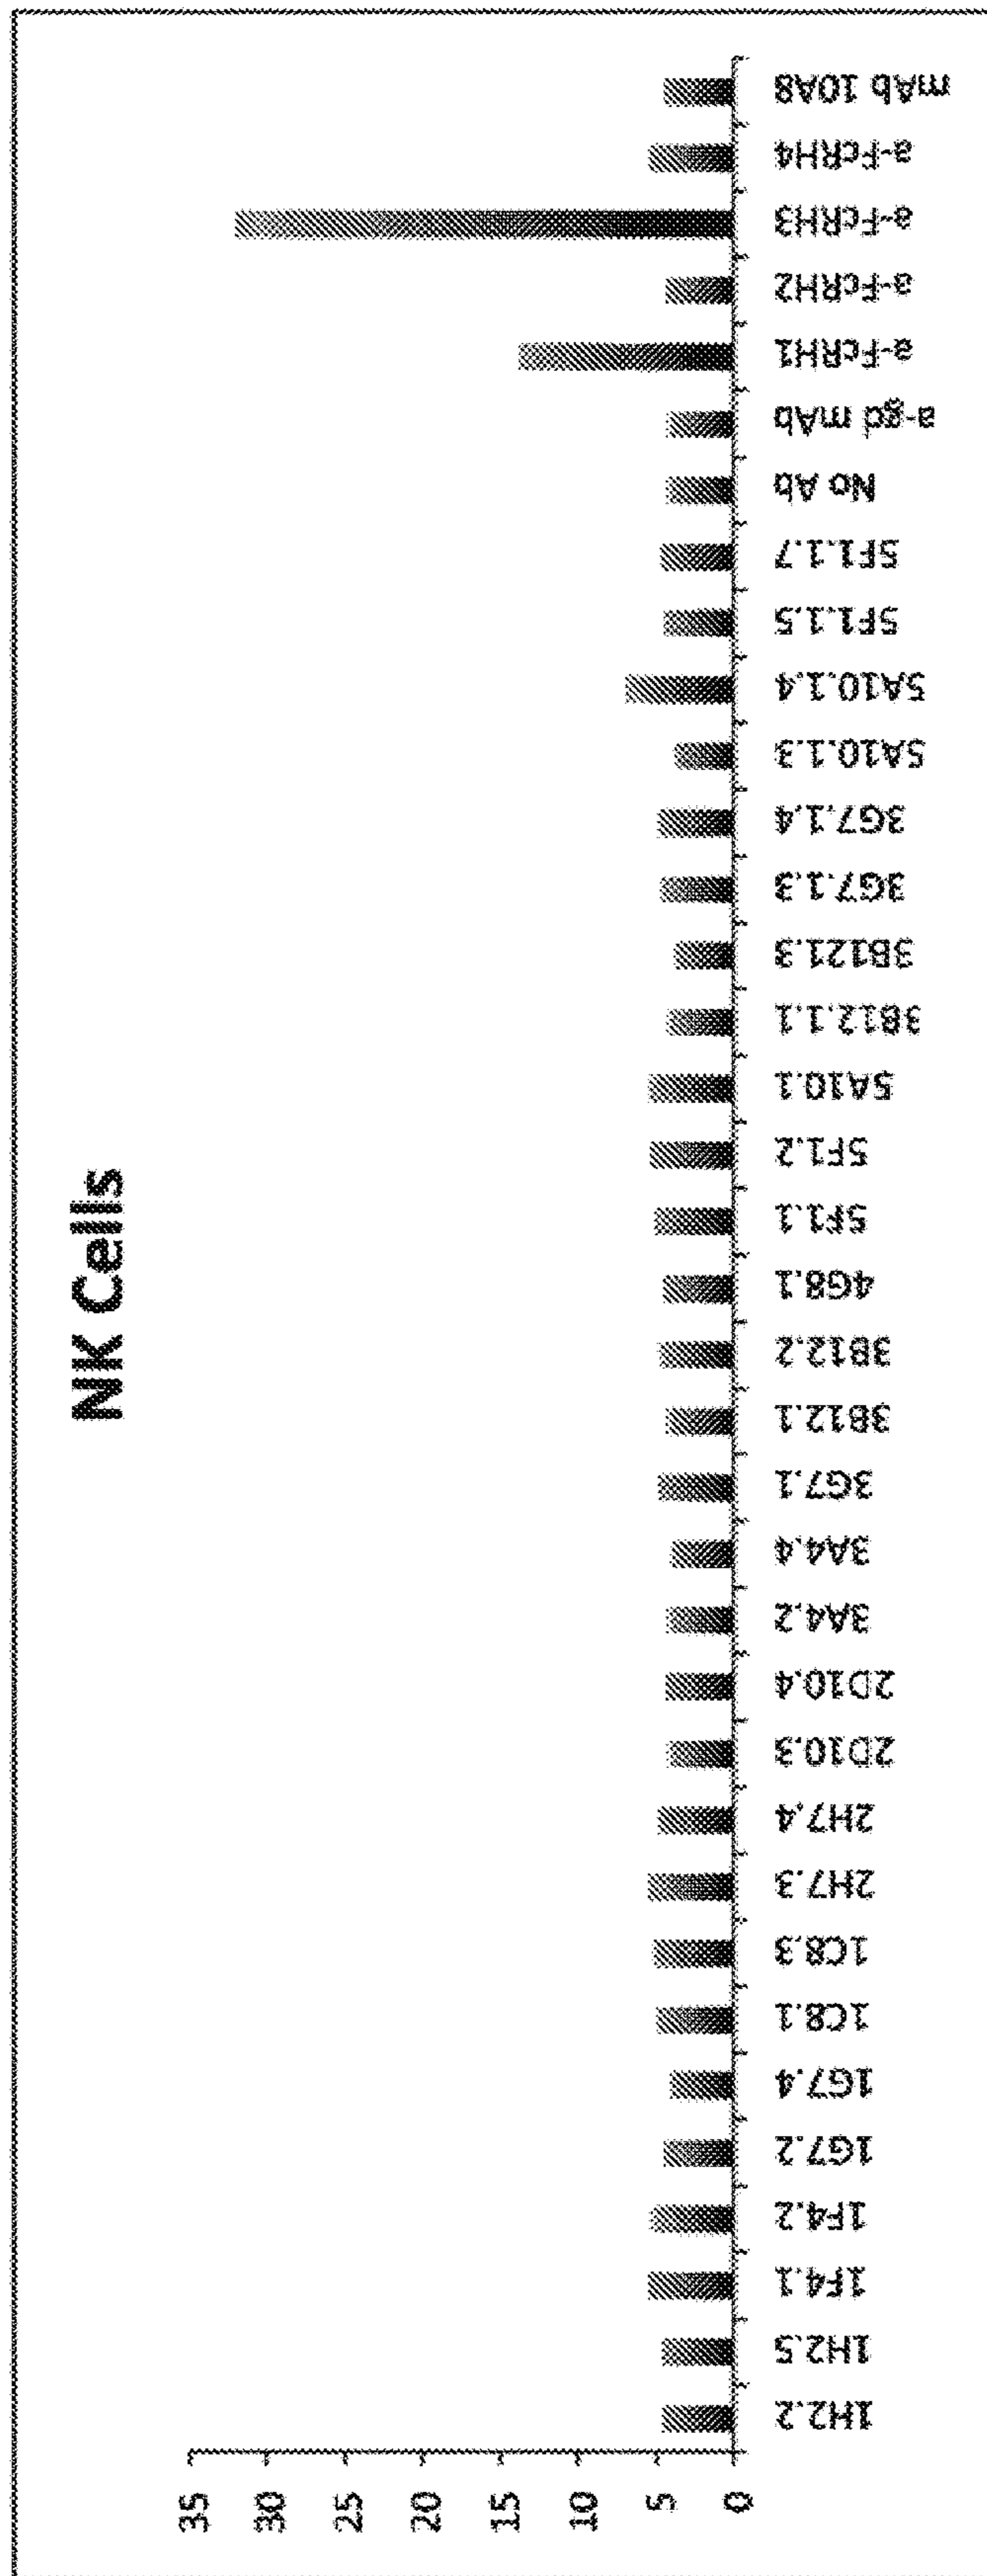 NK Cells
35
30
25
20
15
10
5
0
1H2.2
1H2.5
1F4.1
1F4.2
1G7.2
1G7.4
1C8.1
1C8.3
2H7.3
2H7.4
2D10.3
2D10.4
3A4.2
3A4.4
3G7.1
3B12.1
3B12.2
4G8.1
5F1.1
5F1.2
5A10.1
3B12.1.1
3B121.3
3G7.1.3
3G7.1.4
5A10.1.3
5A10.1.4
5F1.1.5
5F1.1.7
No Ab
a-gd mAb
a-FcRH1
a-FcRH2
a-FcRH3
a-FcRH4
mAb 10A8